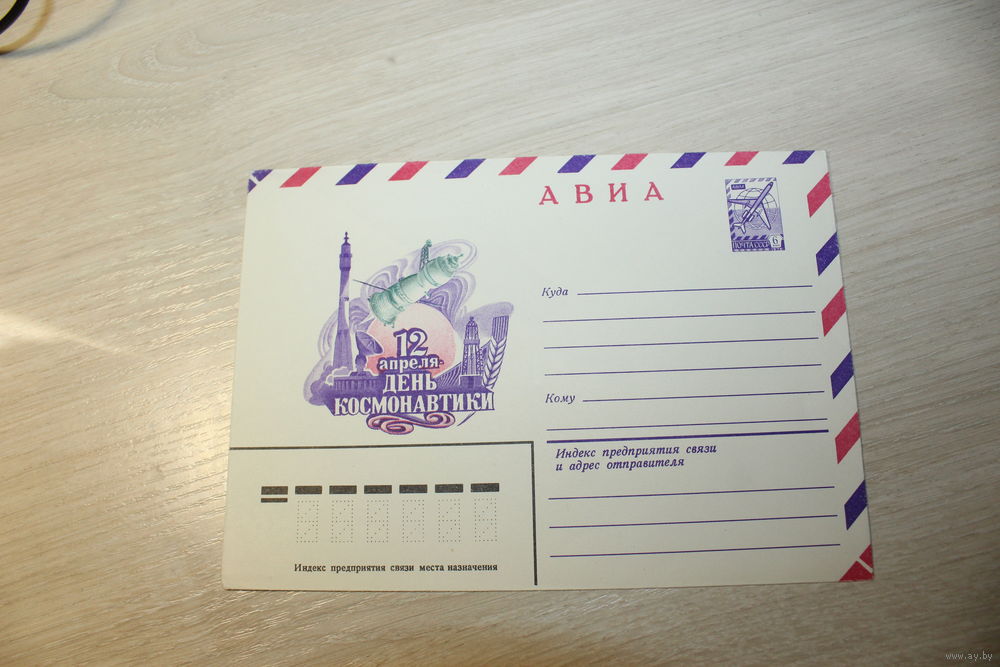 АВИА
АВИА
ПОЧТА СССР
6
Куда
12
апреля-
ДЕНЬ
КОСМОНАВТИКИ
Кому
Индекс предприятия связи
и адрес отправителя
Индекс предприятия связи места назначения
www.ay.by